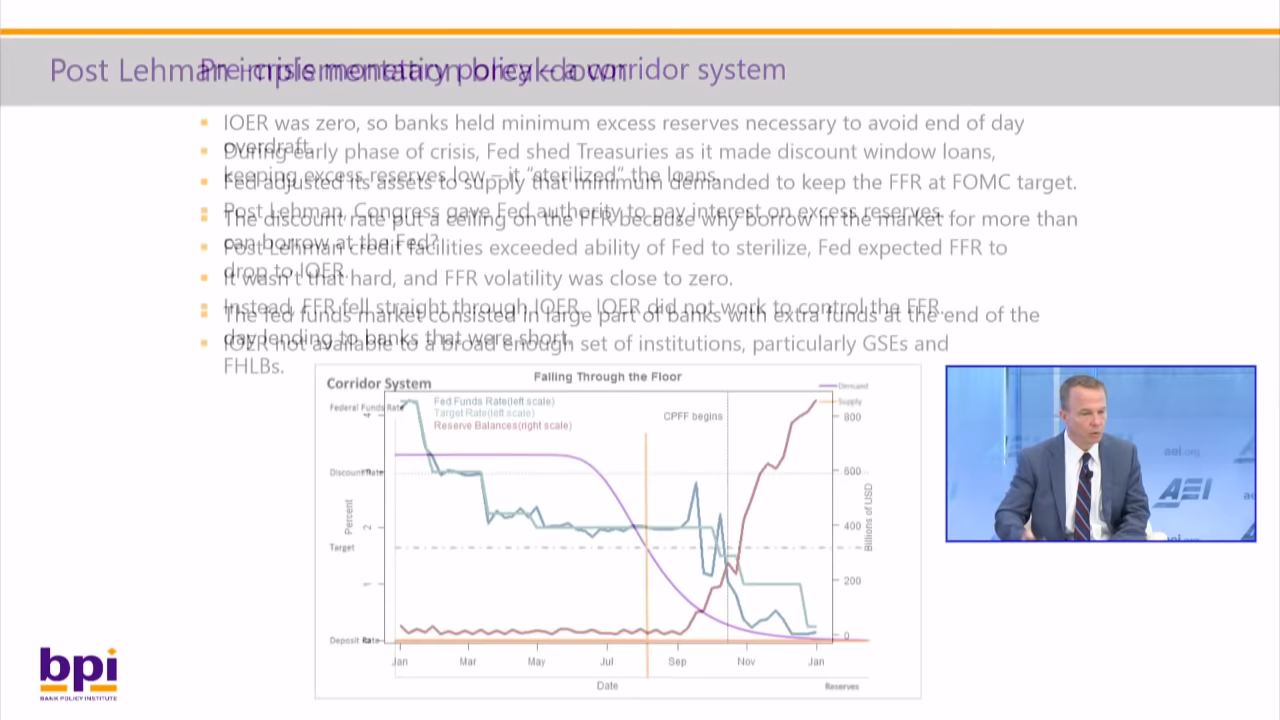 Post Lehman implementation breakdown
Pre-crisis monetary policy – a corridor system
IOER was zero, so banks held minimum excess reserves necessary to avoid end of day
overdraft.
During early phase of crisis, Fed shed Treasuries as it made discount window loans,
keeping excess reserves low – it “sterilized” the loans.
Fed adjusted its assets to supply that minimum demanded to keep the FFR at FOMC target.
Post Lehman, Congress gave Fed authority to pay interest on excess reserves.
The discount rate put a ceiling on the FFR because why borrow in the market for more than
can borrow at the Fed?
Post-Lehman credit facilities exceeded ability of Fed to sterilize, Fed expected FFR to
drop to IOER.
It wasn't that hard, and FFR volatility was close to zero.
Instead, FFR fell straight through IOER. IOER did not work to control the FFR.
The fed funds market consisted in large part of banks with extra funds at the end of the
day lending to banks that were short.
IOER not available to a broad enough set of institutions, particularly GSEs and
FHLBs.
Corridor System
Falling Through the Floor
Demand
Supply
Federal Funds Rate
Fed Funds Rate(left scale)
Target Rate(left scale)
Reserve Balances(right scale)
CPFF begins
4
800
Discount Rate
600
Percent
Billions of USD
2
400
Target
1
200
Deposit Rate
0
Jan Mar May Jul Sep Nov Jan
Date
Reserves
aei.org
AEI
bpi
BANK POLICY INSTITUTE